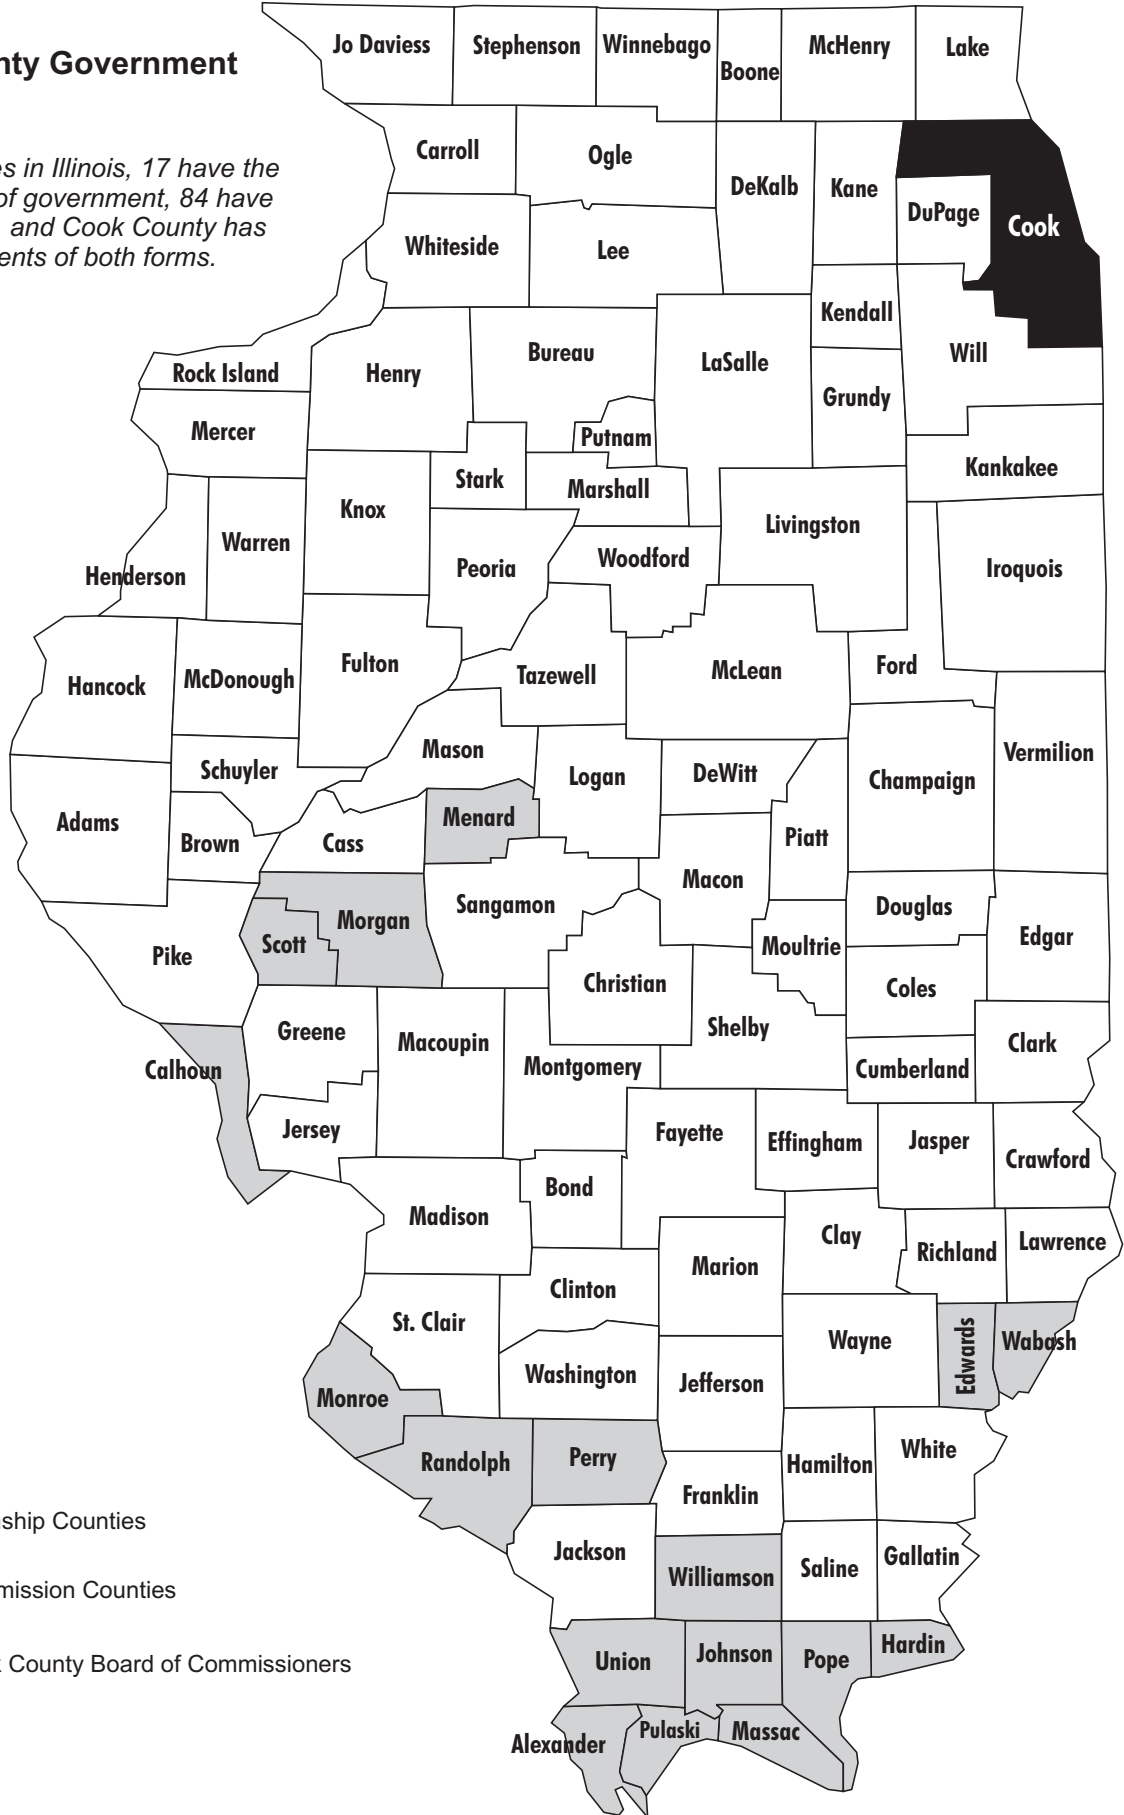 nty Government
es in Illinois, 17 have the
of government, 84 have
and Cook County has
ents of both forms.
Jo Daviess
Stephenson
Winnebago
Boone
McHenry
Lake
Carroll
Ogle
DeKalb
Kane
DuPage
Cook
Whiteside
Lee
Kendall
Will
Rock Island
Henry
Bureau
LaSalle
Grundy
Mercer
Putnam
Kankakee
Stark
Marshall
Knox
Livingston
Warren
Henderson
Peoria
Woodford
Iroquois
Hancock
McDonough
Fulton
Tazewell
McLean
Ford
Mason
Vermilion
Schuyler
Logan
DeWitt
Champaign
Adams
Menard
Brown
Cass
Piatt
Macon
Sangamon
Douglas
Morgan
Scott
Pike
Moultrie
Edgar
Christian
Coles
Greene
Macoupin
Shelby
Clark
Calhoun
Montgomery
Cumberland
Jersey
Fayette
Effingham
Jasper
Crawford
Bond
Madison
Clay
Richland
Lawrence
Marion
Clinton
St. Clair
Wayne
Edwards
Wabash
Washington
Jefferson
Monroe
Randolph
Perry
Hamilton
White
Franklin
Jackson
Williamson
Saline
Gallatin
Union
Johnson
Pope
Hardin
Alexander
Pulaski
Massac
ship Counties
mission Counties
County Board of Commissioners